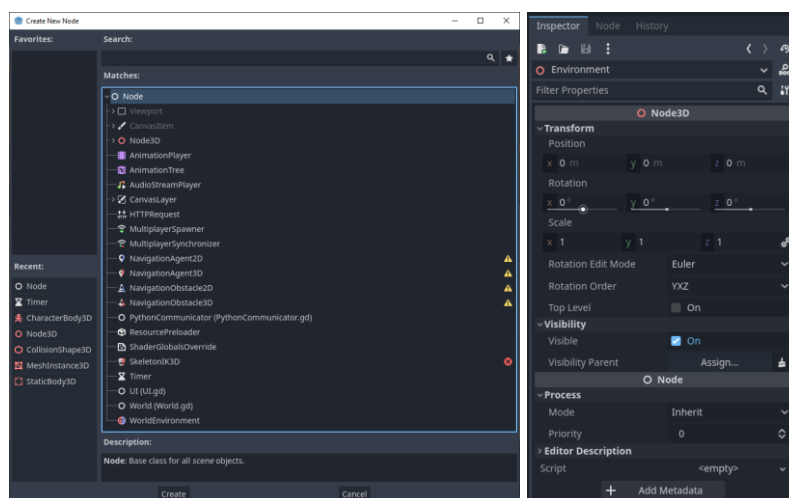 Create New Node
Favorites:
Search:
Matches:
Node
Viewport
CanvasItem
Node3D
AnimationPlayer
AnimationTree
AudioStreamPlayer
CanvasLayer
HTTPRequest
MultiplayerSpawner
MultiplayerSynchronizer
NavigationAgent2D
NavigationAgent3D
NavigationObstacle2D
NavigationObstacle3D
PythonCommunicator (PythonCommunicator.gd)
ResourcePreloader
ShaderGlobalsOverride
SkeletonIK3D
Timer
UI (UI.gd)
World (World.gd)
WorldEnvironment
Recent:
Node
Timer
CharacterBody3D
Node3D
CollisionShape3D
MeshInstance3D
StaticBody3D
Description:
Node: Base class for all scene objects.
Create Cancel
Inspector Node History
Environment
Filter Properties
Node3D
Transform
Position
x 0 m y 0 m z 0 m
Rotation
x 0° y 0° z 0°
Scale
x 1 y 1 z 1
Rotation Edit Mode Euler
Rotation Order YXZ
Top Level On
Visibility
Visible On
Visibility Parent Assign...
Node
Process
Mode Inherit
Priority 0
Editor Description
Script <empty>
+ Add Metadata